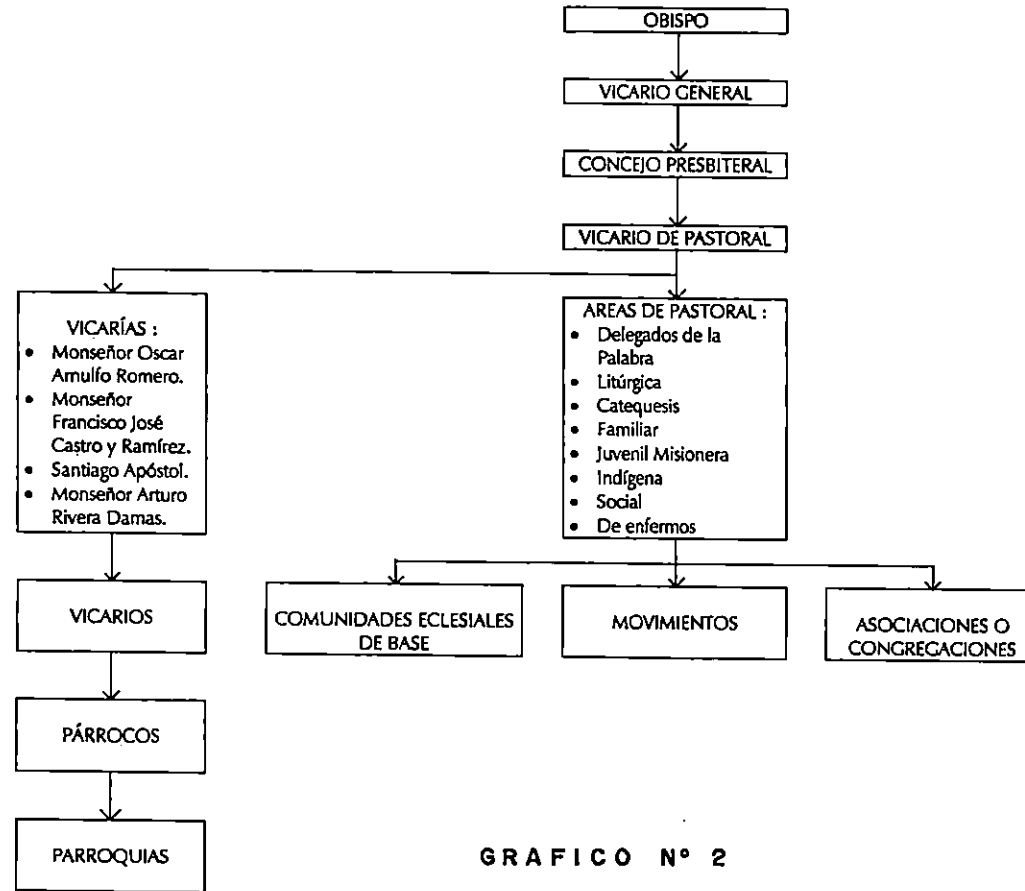 OBISPO
VICARIO GENERAL
CONCEJO PRESBITERAL
VICARIO DE PASTORAL
VICARÍAS :
• Monseñor Oscar
Arnulfo Romero.
• Monseñor
Francisco José
Castro y Ramírez.
• Santiago Apóstol.
• Monseñor Arturo
Rivera Damas.
AREAS DE PASTORAL :
• Delegados de la
Palabra
• Litúrgica
• Catequesis
• Familiar
• Juvenil Misionera
• Indígena
• Social
• De enfermos
VICARIOS
COMUNIDADES ECLESIALES
DE BASE
MOVIMIENTOS
ASOCIACIONES O
CONGREGACIONES
PÁRROCOS
PARROQUIAS
GRAFICO Nº 2